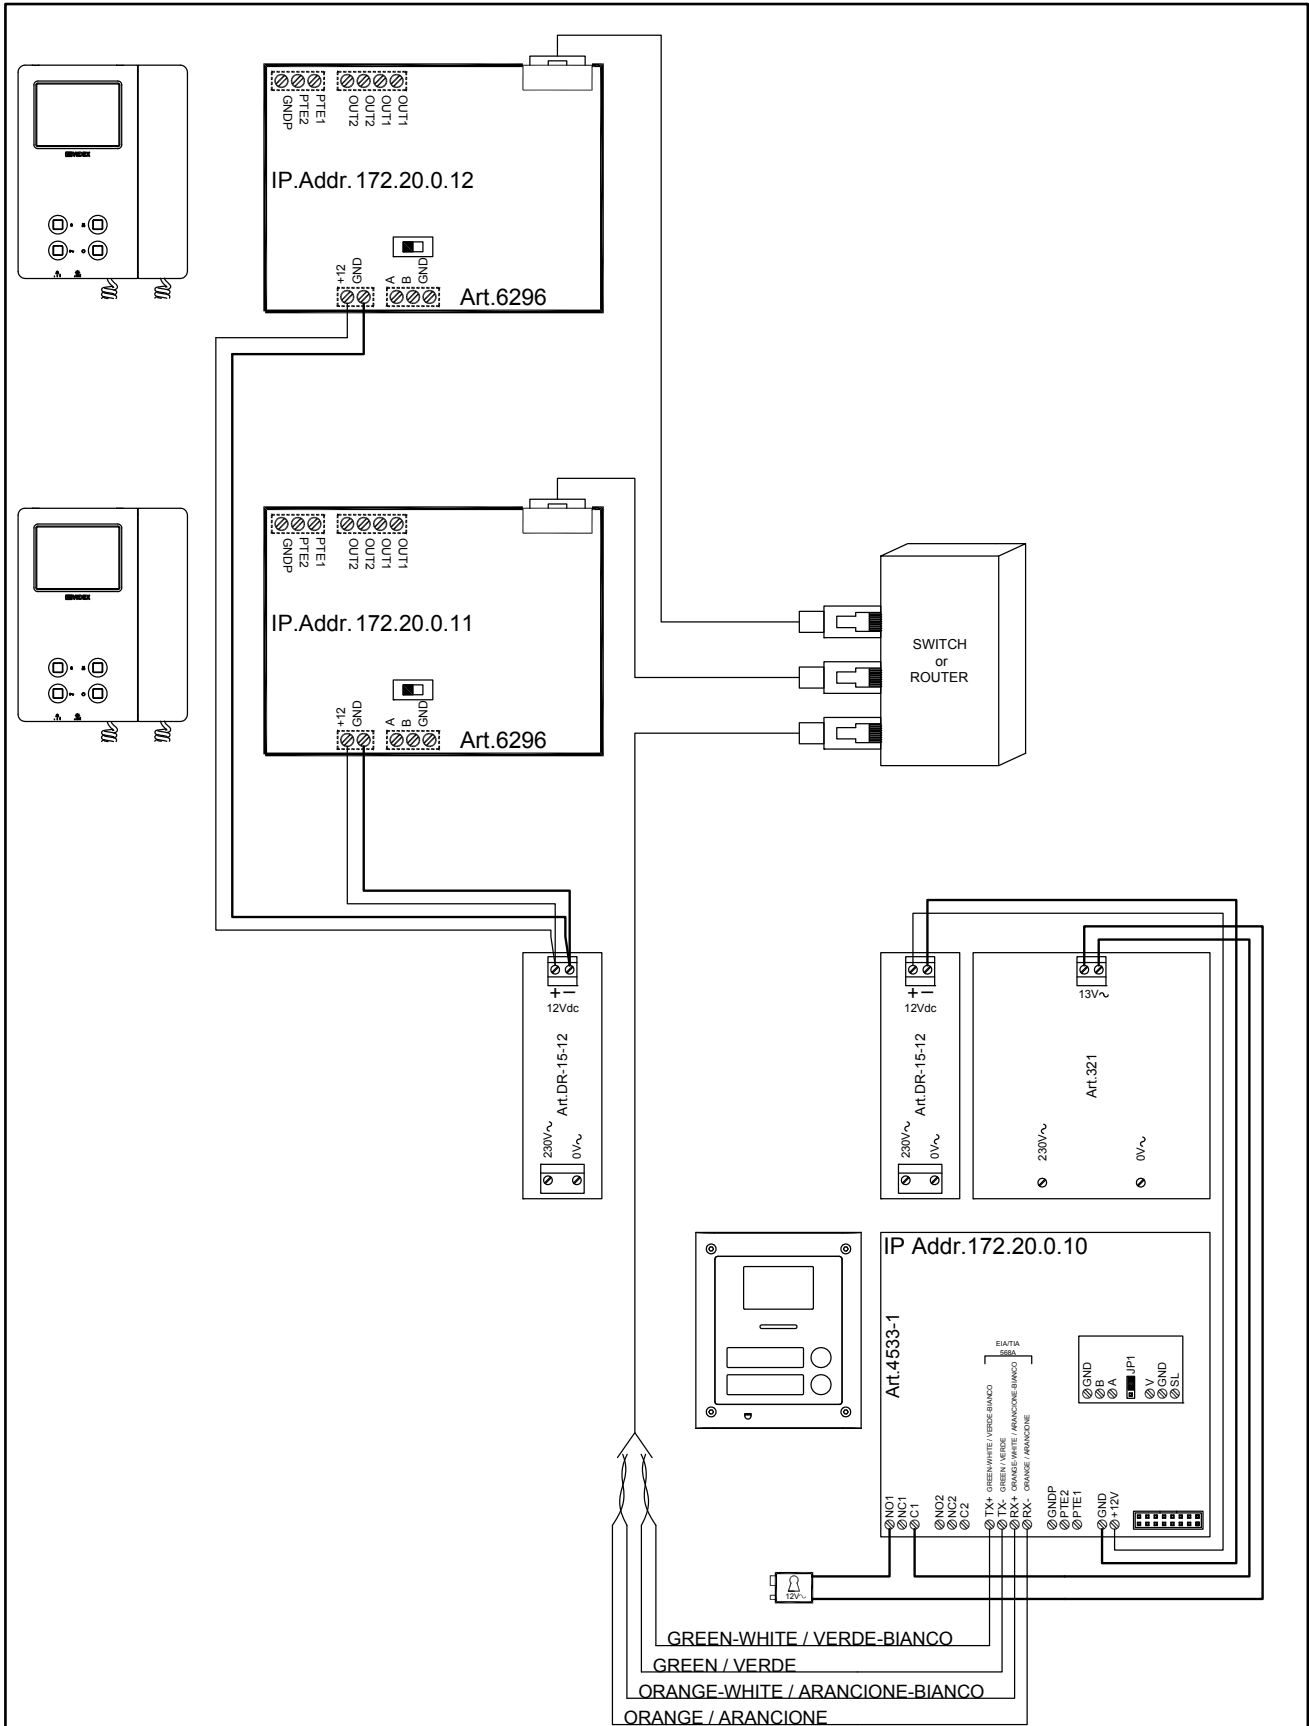 GNDP
PTE2
PTE1
OUT2
OUT2
OUT1
OUT1
VIDEX
IP.Addr. 172.20.0.12
+12
GND
A
B
GND
Art.6296
GNDP
PTE2
PTE1
OUT2
OUT2
OUT1
OUT1
VIDEX
IP.Addr. 172.20.0.11
+12
GND
A
B
GND
Art.6296
SWITCH
or
ROUTER
+ −
12Vdc
Art.DR-15-12
230V~
0V~
+ −
12Vdc
Art.DR-15-12
230V~
0V~
13V~
Art.321
230V~
0V~
IP Addr.172.20.0.10
Art.4533-1
EIA/TIA
568A
GND
B
A
JP1
V
GND
SL
NO1
NC1
C1
NO2
NC2
C2
TX+ GREEN-WHITE / VERDE-BIANCO
TX- GREEN / VERDE
RX+ ORANGE-WHITE / ARANCIONE-BIANCO
RX- ORANGE / ARANCIONE
GNDP
PTE2
PTE1
GND
+12V
12V~
GREEN-WHITE / VERDE-BIANCO
GREEN / VERDE
ORANGE-WHITE / ARANCIONE-BIANCO
ORANGE / ARANCIONE